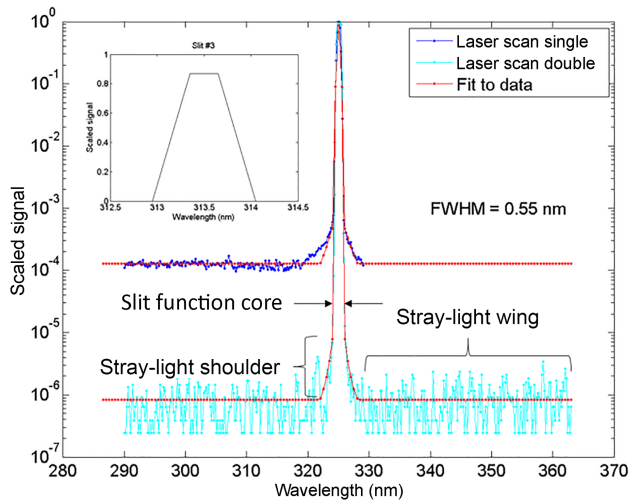 10^0
10^-1
10^-2
10^-3
10^-4
10^-5
10^-6
10^-7
Scaled signal
Slit #3
1
0.8
0.6
0.4
0.2
0
Scaled signal
312.5 313 313.5 314 314.5
Wavelength (nm)
Laser scan single
Laser scan double
Fit to data
FWHM = 0.55 nm
Slit function core
Stray-light wing
Stray-light shoulder
280 290 300 310 320 330 340 350 360 370
Wavelength (nm)